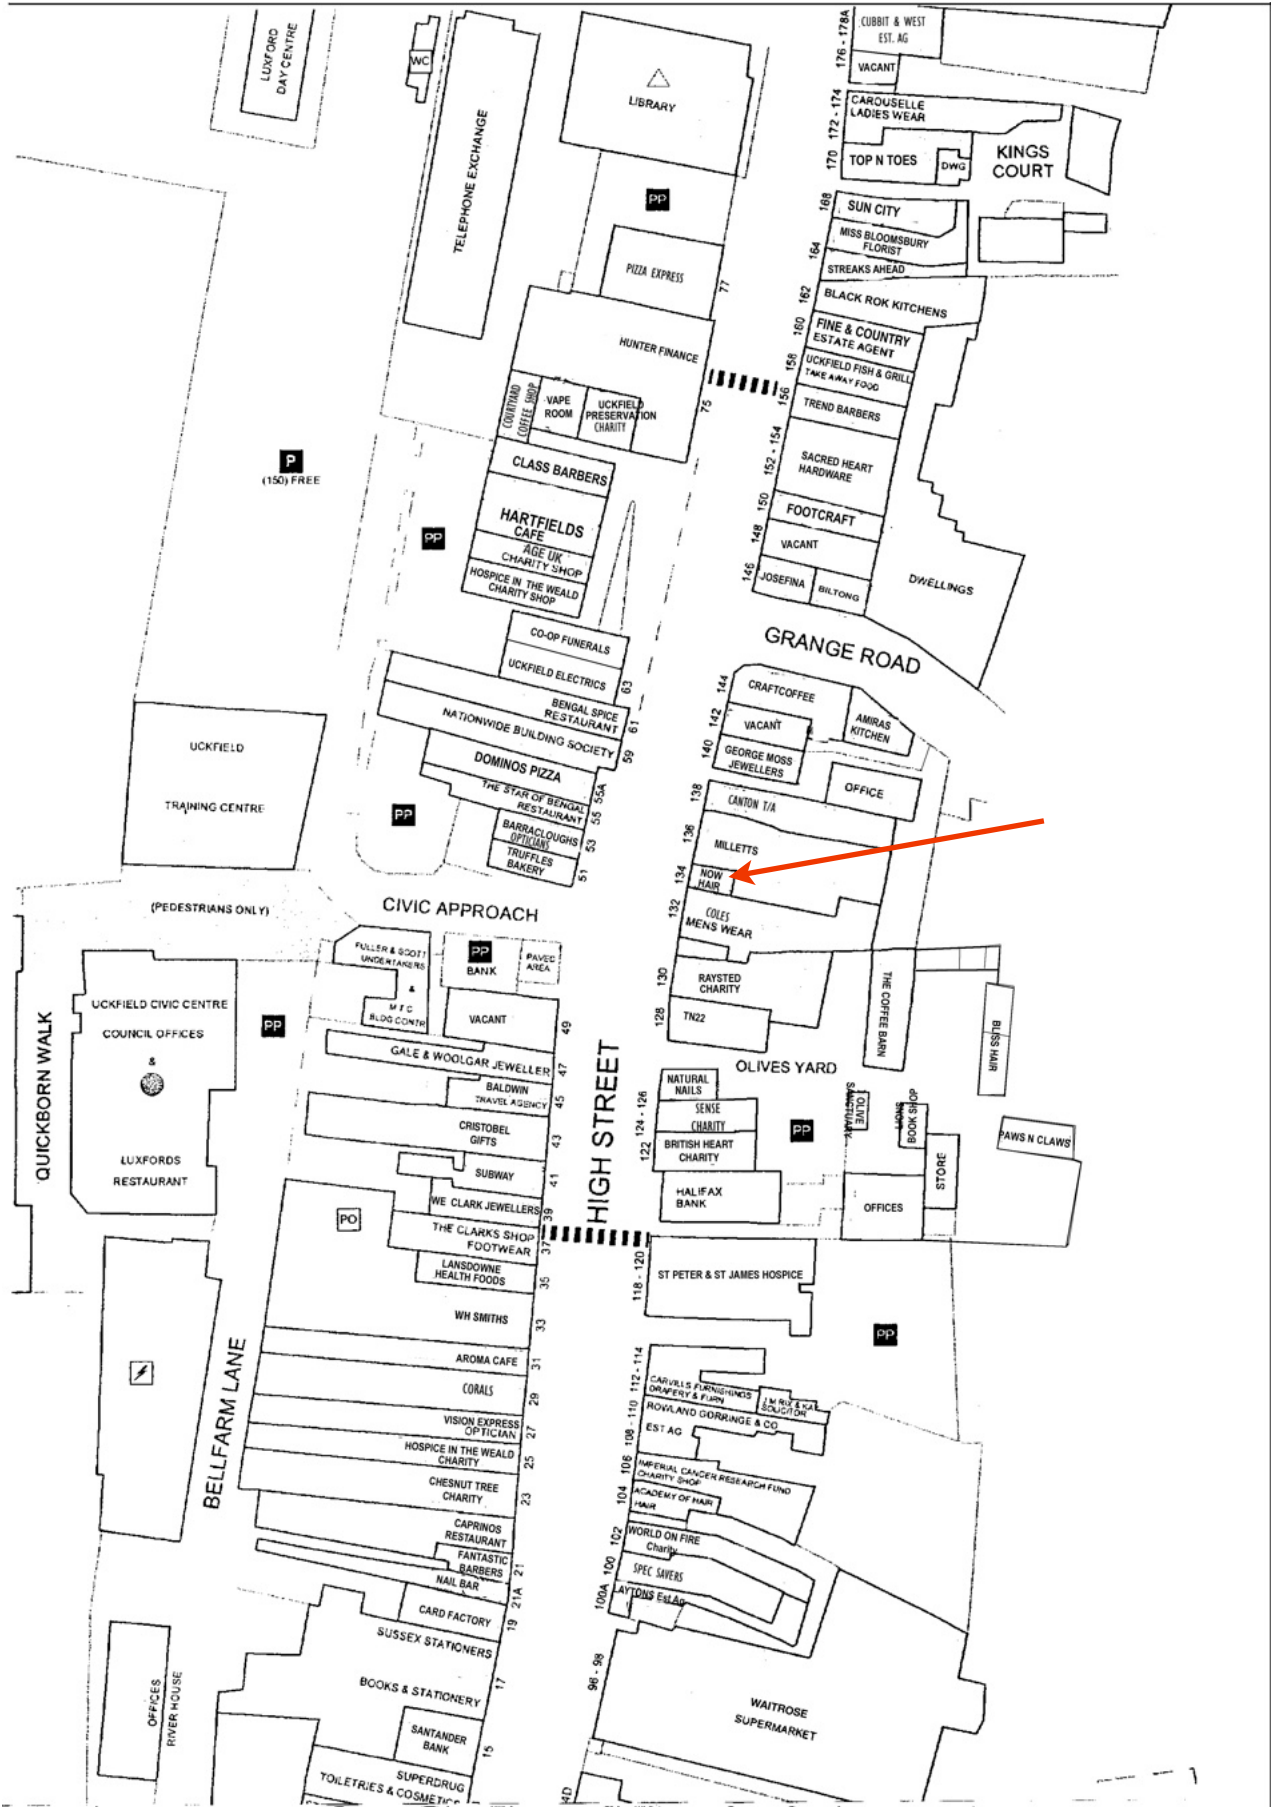 LUXFORD
DAY CENTRE
WC
TELEPHONE EXCHANGE
LIBRARY
PP
PIZZA EXPRESS
77
HUNTER FINANCE
COURTYARD
COFFEE SHOP
VAPE
ROOM
UCKFIELD
PRESERVATION
CHARITY
75
P
(150) FREE
PP
CLASS BARBERS
HARTFIELDS
CAFE
AGE UK
CHARITY SHOP
HOSPICE IN THE WEALD
CHARITY SHOP
CO-OP FUNERALS
UCKFIELD ELECTRICS
63
BENGAL SPICE
RESTAURANT
61
NATIONWIDE BUILDING SOCIETY
59
DOMINOS PIZZA
55A
THE STAR OF BENGAL
RESTAURANT
55
BARRACLOUGHS
OPTICIANS
53
TRUFFLES
BAKERY
51
PP
UCKFIELD
TRAINING CENTRE
176 - 178A
CUBBIT & WEST
EST. AG
VACANT
172 - 174
CAROUSELLE
LADIES WEAR
170
TOP N TOES
DWG
KINGS
COURT
168
SUN CITY
MISS BLOOMSBURY
FLORIST
164
STREAKS AHEAD
162
BLACK ROK KITCHENS
160
FINE & COUNTRY
ESTATE AGENT
158
UCKFIELD FISH & GRILL
TAKE AWAY FOOD
156
TREND BARBERS
152 - 154
SACRED HEART
HARDWARE
150
FOOTCRAFT
148
VACANT
146
JOSEFINA
BILTONG
DWELLINGS
GRANGE ROAD
144
CRAFTCOFFEE
142
VACANT
AMIRAS
KITCHEN
140
GEORGE MOSS
JEWELLERS
OFFICE
138
CANTON T/A
136
MILLETTS
134
NOW
HAIR
132
COLES
MENS WEAR
130
RAYSTED
CHARITY
128
TN22
THE COFFEE BARN
BLISS HAIR
OLIVES YARD
(PEDESTRIANS ONLY)
CIVIC APPROACH
FULLER & SCOTT
UNDERTAKERS
&
M.T.C
BLDG CONTR
PP
BANK
PAVED
AREA
VACANT
49
QUICKBORN WALK
UCKFIELD CIVIC CENTRE
COUNCIL OFFICES
&
LUXFORDS
RESTAURANT
PP
GALE & WOOLGAR JEWELLER
47
BALDWIN
TRAVEL AGENCY
45
CRISTOBEL
GIFTS
43
SUBWAY
41
WE CLARK JEWELLERS
39
THE CLARKS SHOP
FOOTWEAR
37
PO
LANSDOWNE
HEALTH FOODS
35
WH SMITHS
33
AROMA CAFE
31
CORALS
29
VISION EXPRESS
OPTICIAN
27
HOSPICE IN THE WEALD
CHARITY
25
CHESNUT TREE
CHARITY
23
CAPRINOS
RESTAURANT
FANTASTIC
BARBERS
21
NAIL BAR
21A
CARD FACTORY
19
SUSSEX STATIONERS
BOOKS & STATIONERY
17
SANTANDER
BANK
15
SUPERDRUG
TOILETRIES & COSMETICS
BELLFARM LANE
OFFICES
RIVER HOUSE
HIGH STREET
NATURAL
NAILS
124 - 126
SENSE
CHARITY
122
BRITISH HEART
CHARITY
HALIFAX
BANK
PP
OLIVE
SANCTUARY
BOOK SHOP
STORE
OFFICES
PAWS N CLAWS
118 - 120
ST PETER & ST JAMES HOSPICE
PP
112 - 114
CARVILLS FURNISHINGS
DRAPERY & FURN
SOLICITOR
108 - 110
ROWLAND GORRINGE & CO
EST AG
106
IMPERIAL CANCER RESEARCH FUND
CHARITY SHOP
104
ACADEMY OF HAIR
HAIR
102
WORLD ON FIRE
Charity
100
SPEC SAVERS
100A
LAYTONS Est.Ag
96 - 98
WAITROSE
SUPERMARKET